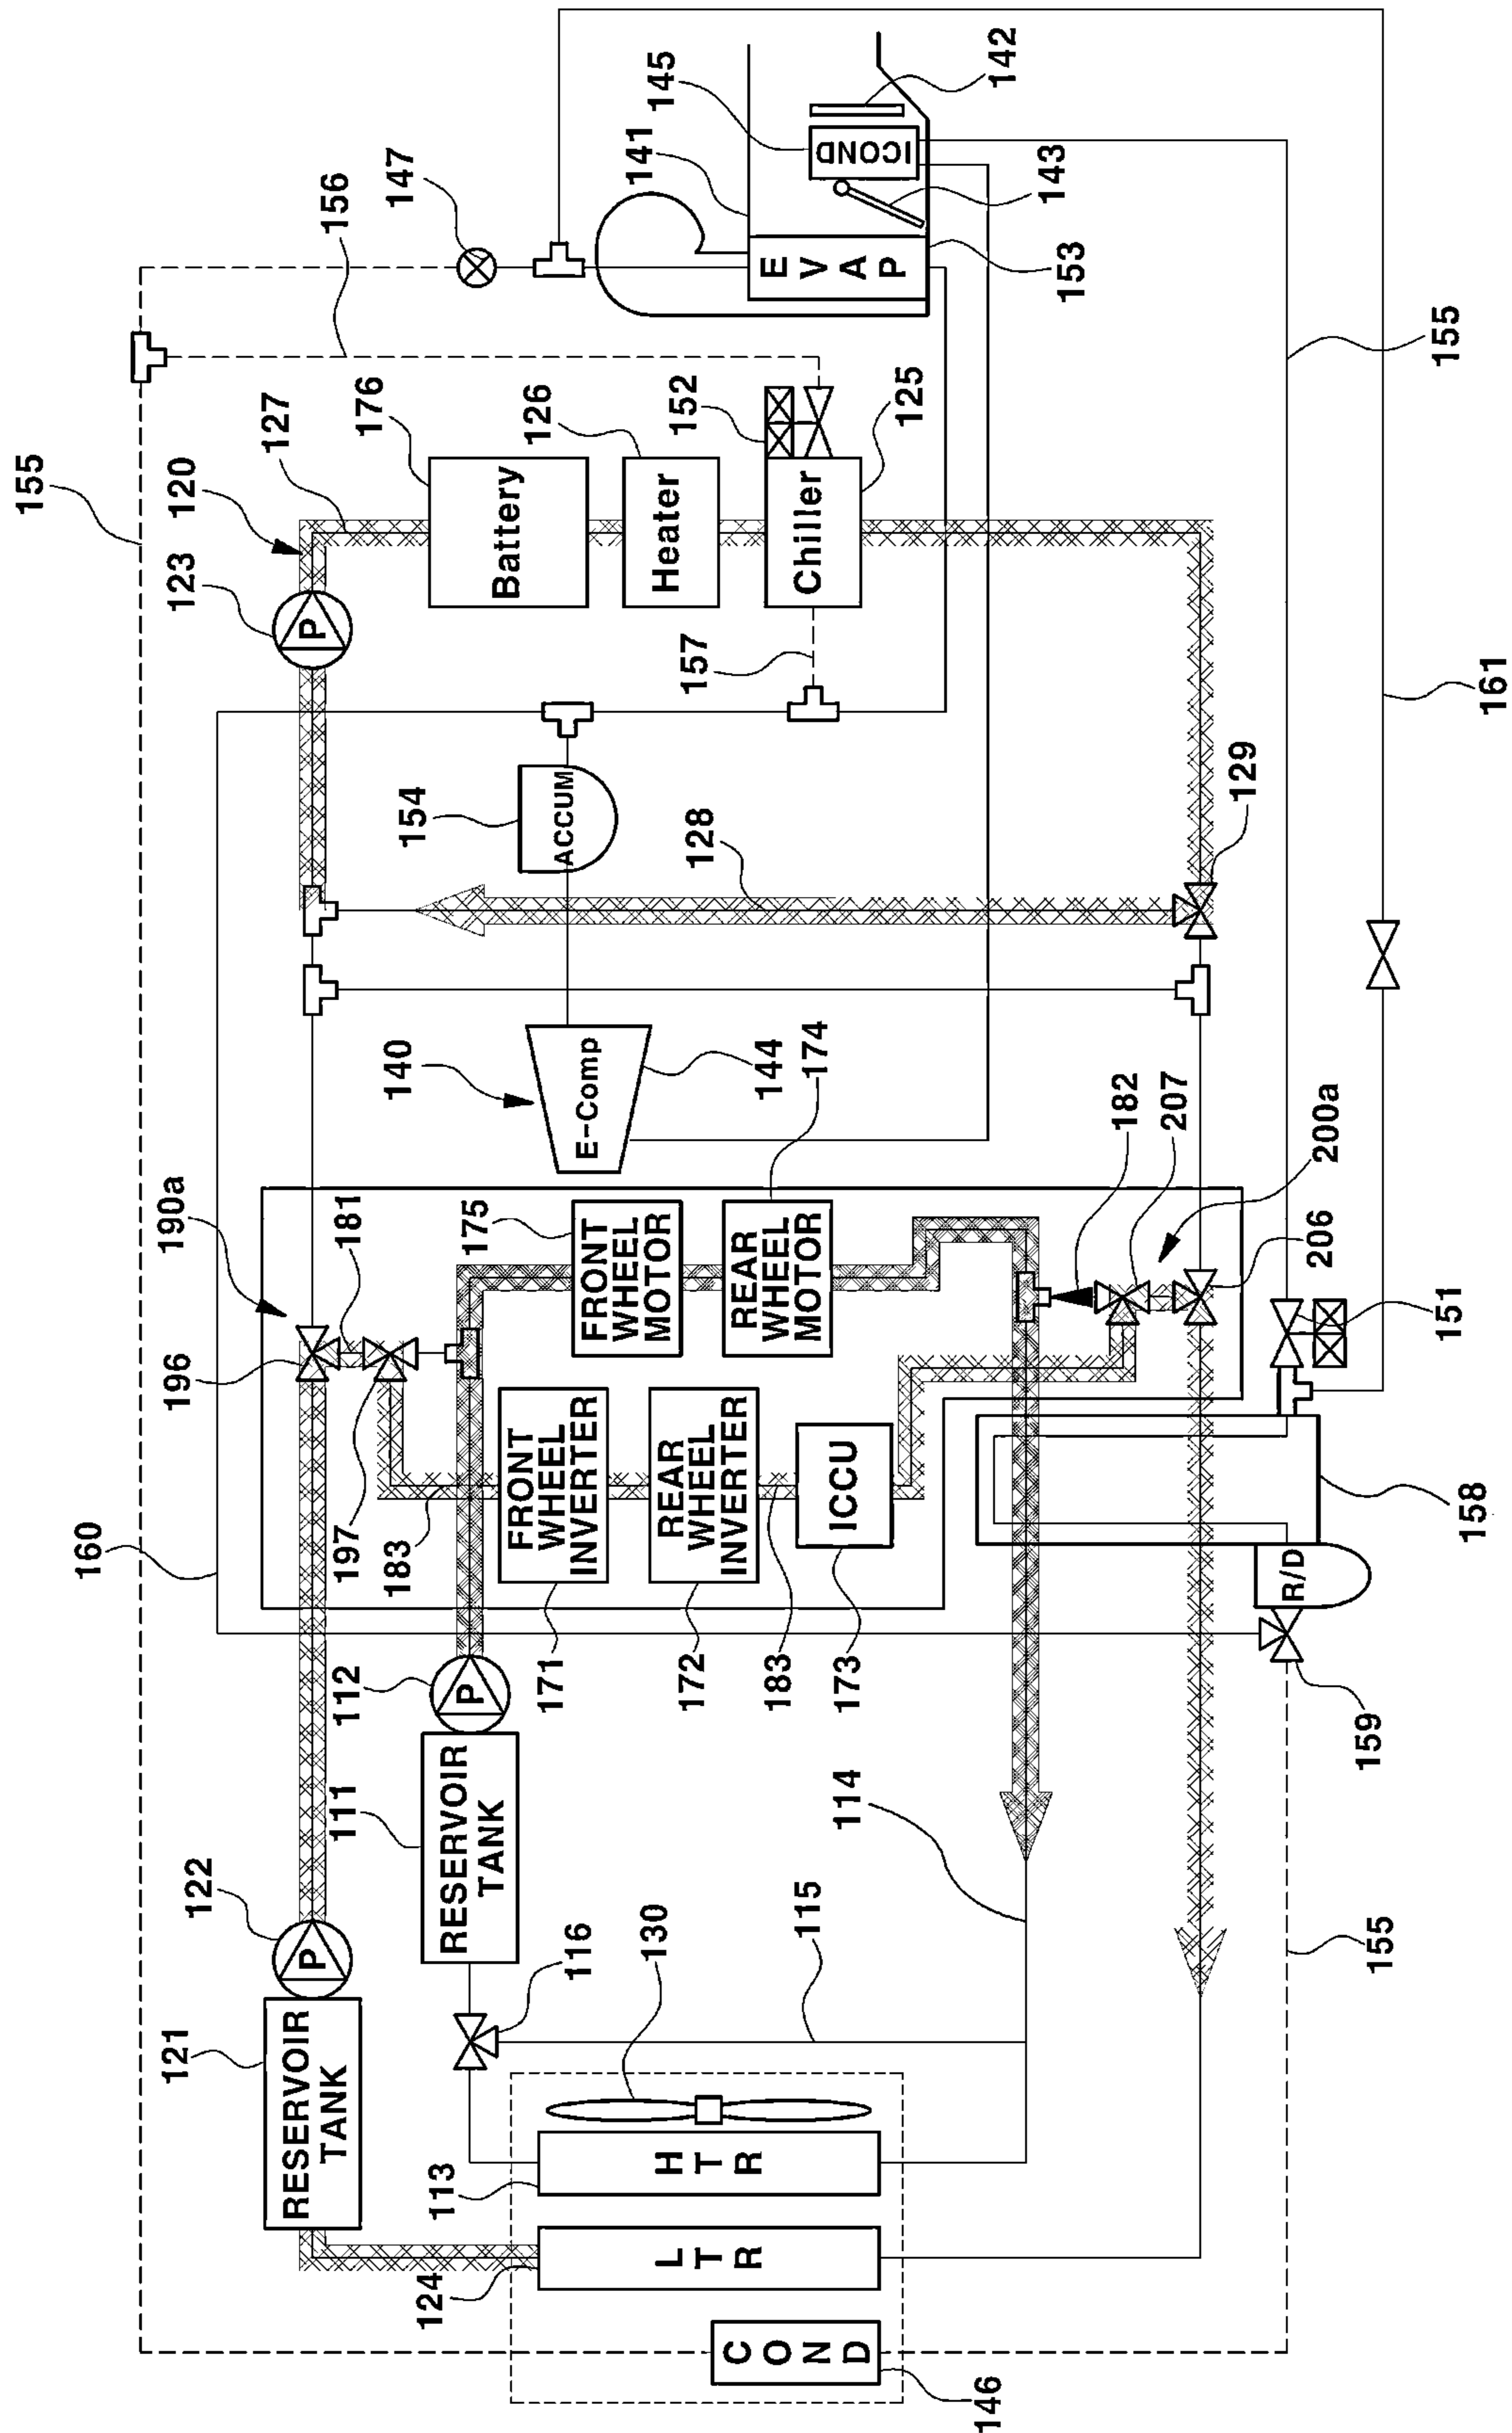 155
160
121
122
123
120
196
190a
127
RESERVOIR
TANK
P
P
156
111
112
197
181
176
183
140
154
147
124
113
RESERVOIR
TANK
P
175
Battery
171
FRONT
WHEEL
INVERTER
FRONT
WHEEL
MOTOR
E-Comp
ACCUM
126
116
141
130
Heater
145
LTR
HTR
172
REAR
WHEEL
INVERTER
REAR
WHEEL
MOTOR
128
157
152
COND
183
144
Chiller
EVAP
115
173
ICCU
174
125
ICOND
114
143
142
146
153
182
207
129
200a
R/D
206
159
155
158
151
155
161